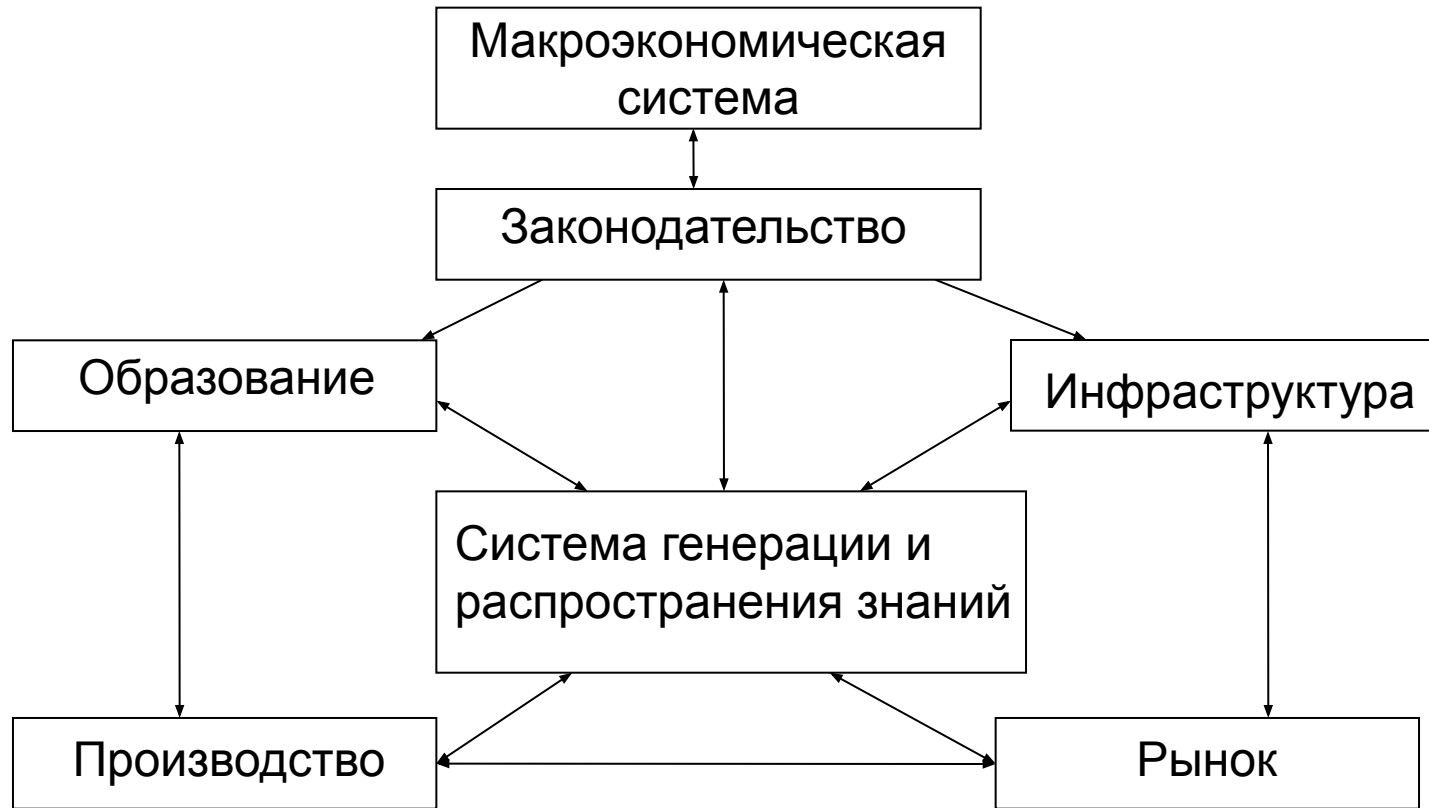 Макроэкономическая
система
Законодательство
Образование
Инфраструктура
Система генерации и
распространения знаний
Производство
Рынок